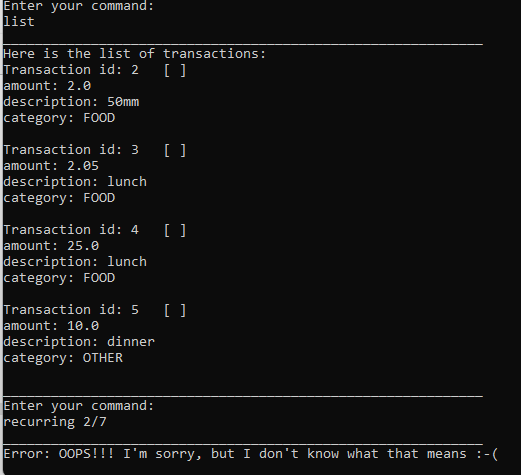 Enter your command:
list
____________________________________________________________
Here is the list of transactions:
Transaction id: 2   [ ]
amount: 2.0
description: 50mm
category: FOOD
Transaction id: 3   [ ]
amount: 2.05
description: lunch
category: FOOD
Transaction id: 4   [ ]
amount: 25.0
description: lunch
category: FOOD
Transaction id: 5   [ ]
amount: 10.0
description: dinner
category: OTHER
____________________________________________________________
Enter your command:
recurring 2/7
____________________________________________________________
Error: OOPS!!! I'm sorry, but I don't know what that means :-(